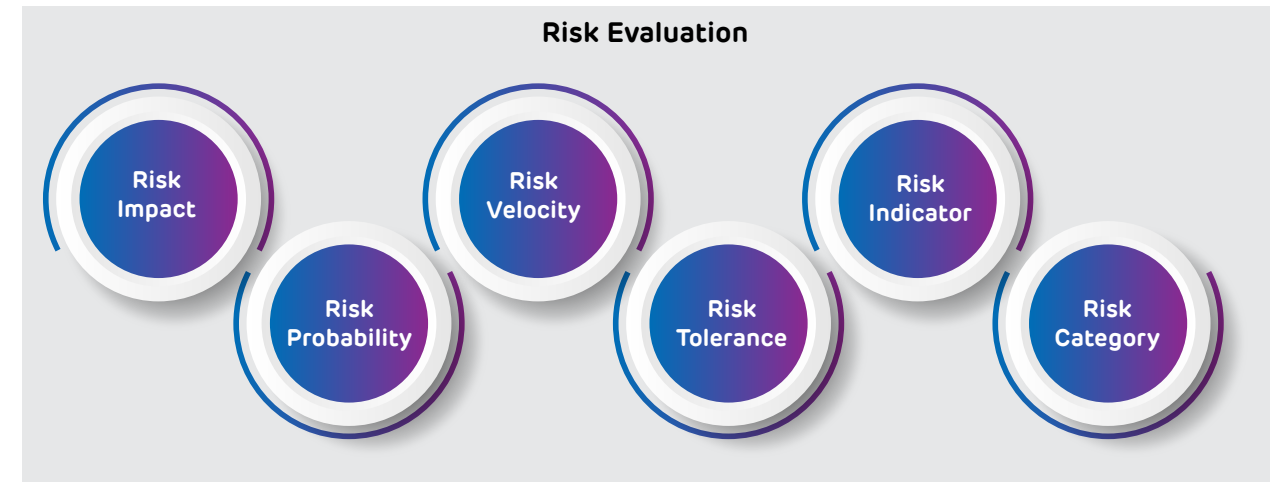 Risk Evaluation
Risk
Impact
Risk
Probability
Risk
Velocity
Risk
Tolerance
Risk
Indicator
Risk
Category